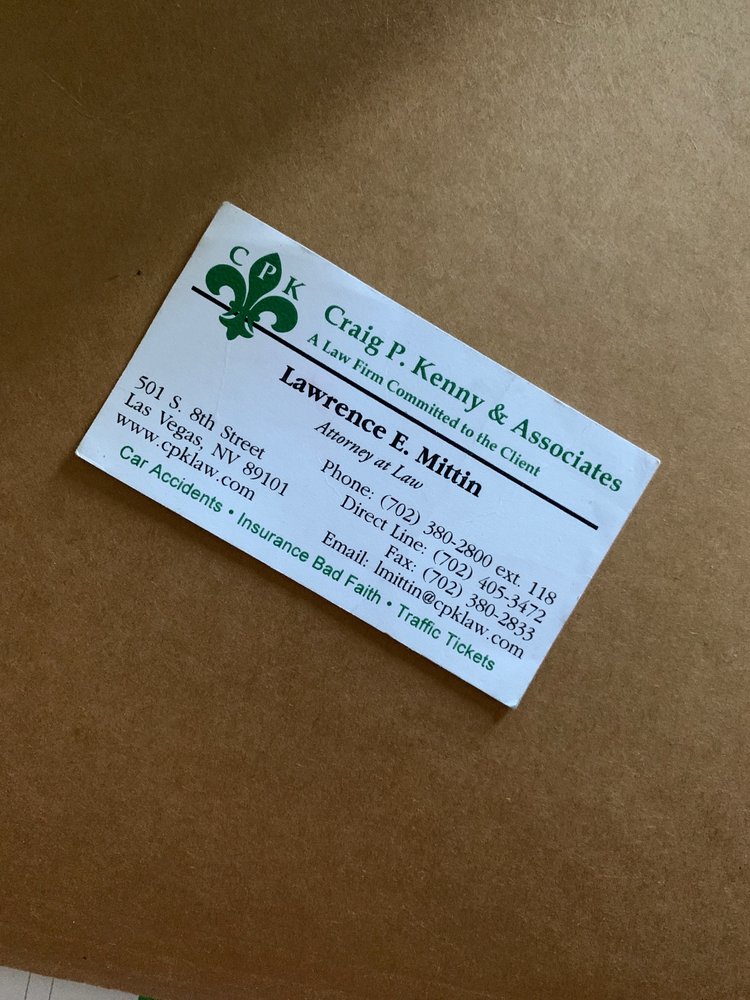 CPK
Craig P. Kenny & Associates
A Law Firm Committed to the Client
Lawrence E. Mittin
Attorney at Law
501 S. 8th Street
Las Vegas, NV 89101
www.cpklaw.com
Phone: (702) 380-2800 ext. 118
Direct Line: (702) 405-3472
Fax: (702) 380-2833
Email: lmittin@cpklaw.com
Car Accidents • Insurance Bad Faith • Traffic Tickets